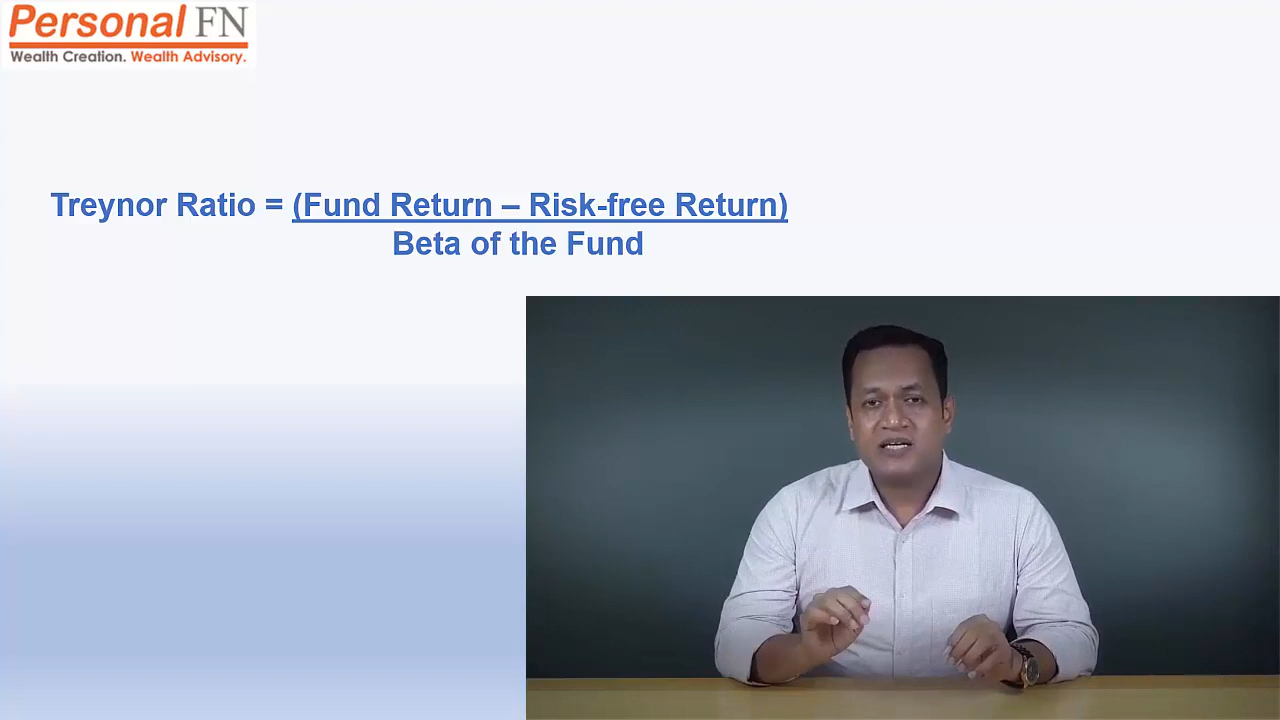 Personal FN
Wealth Creation. Wealth Advisory.
Treynor Ratio = (Fund Return – Risk-free Return)
Beta of the Fund